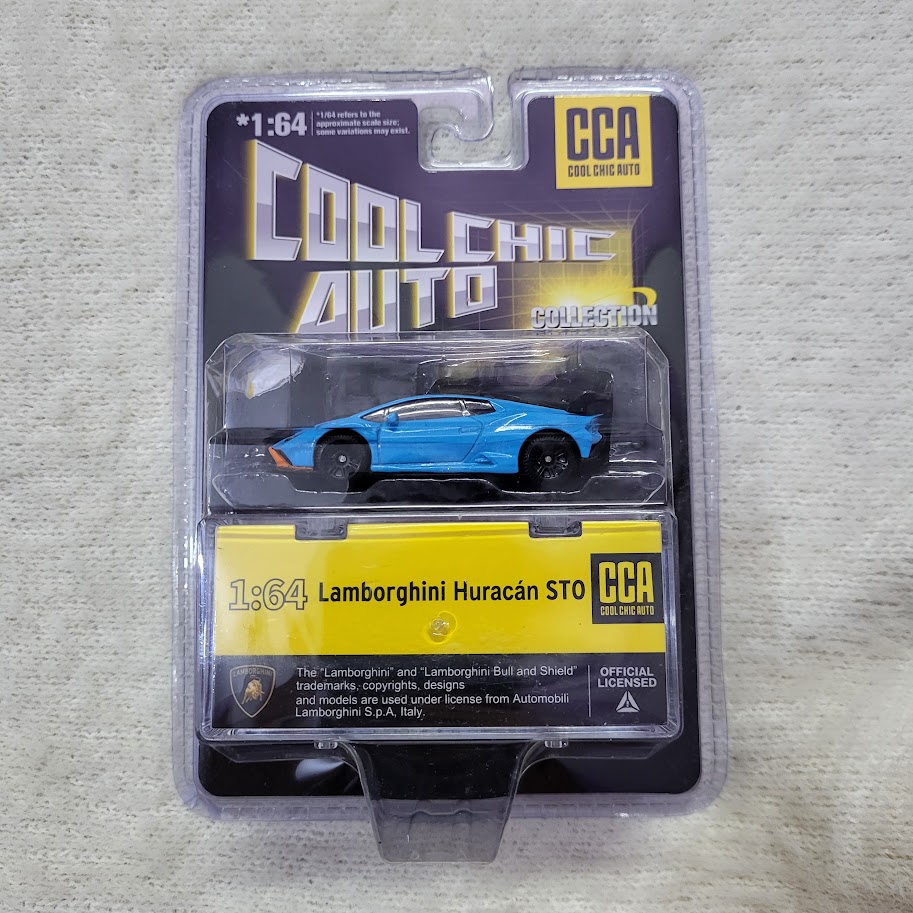 *1:64
*1/64 refers to the
approximate scale size;
some variations may exist.
CCA
COOL CHIC AUTO
COOL CHIC
AUTO
COLLECTION
1:64 Lamborghini Huracán STO
CCA
COOL CHIC AUTO
LAMBORGHINI
The "Lamborghini" and "Lamborghini Bull and Shield"
trademarks, copyrights, designs
and models are used under license from Automobili
Lamborghini S.p.A, Italy.
OFFICIAL
LICENSED